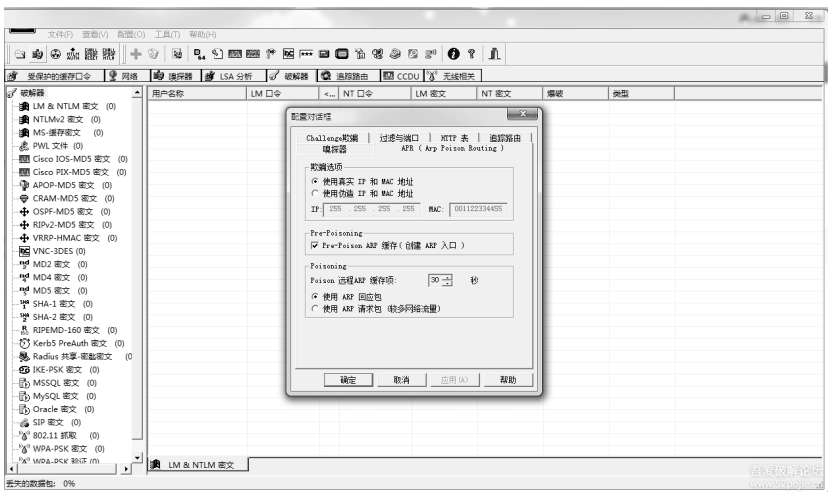 文件(F) 查看(V) 配置(O) 工具(T) 帮助(H)
受保护的缓存口令 网络 嗅探器 LSA 分析 破解器 追踪路由 CCDU 无线相关
破解器
LM & NTLM 密文 (0)
NTLMv2 密文 (0)
MS-缓存密文 (0)
PWL 文件 (0)
Cisco IOS-MD5 密文 (0)
Cisco PIX-MD5 密文 (0)
APOP-MD5 密文 (0)
CRAM-MD5 密文 (0)
OSPF-MD5 密文 (0)
RIPv2-MD5 密文 (0)
VRRP-HMAC 密文 (0)
VNC-3DES (0)
MD2 密文 (0)
MD4 密文 (0)
MD5 密文 (0)
SHA-1 密文 (0)
SHA-2 密文 (0)
RIPEMD-160 密文 (0)
Kerb5 PreAuth 密文 (0)
Radius 共享-密匙密文 (0
IKE-PSK 密文 (0)
MSSQL 密文 (0)
MySQL 密文 (0)
Oracle 密文 (0)
SIP 密文 (0)
802.11 抓取 (0)
WPA-PSK 密文 (0)
WPA-PSK 验证 (0)
用户名称 LM 口令 <... NT 口令 LM 密文 NT 密文 爆破 类型
配置对话框
Challenge欺骗 过滤与端口 HTTP 表 追踪路由
嗅探器 APR ( Arp Poison Routing )
欺骗选项
使用真实 IP 和 MAC 地址
使用伪造 IP 和 MAC 地址
IP: 255 . 255 . 255 . 255 MAC: 001122334455
Pre-Poisoning
Pre-Poison ARP 缓存( 创建 ARP 入口 )
Poisoning
Poison 远程ARP 缓存项: 30 秒
使用 ARP 回应包
使用 ARP 请求包 (较多网络流量)
确定 取消 应用(A) 帮助
LM & NTLM 密文
丢失的数据包: 0%
吾爱破解论坛
www.52pojie.cn